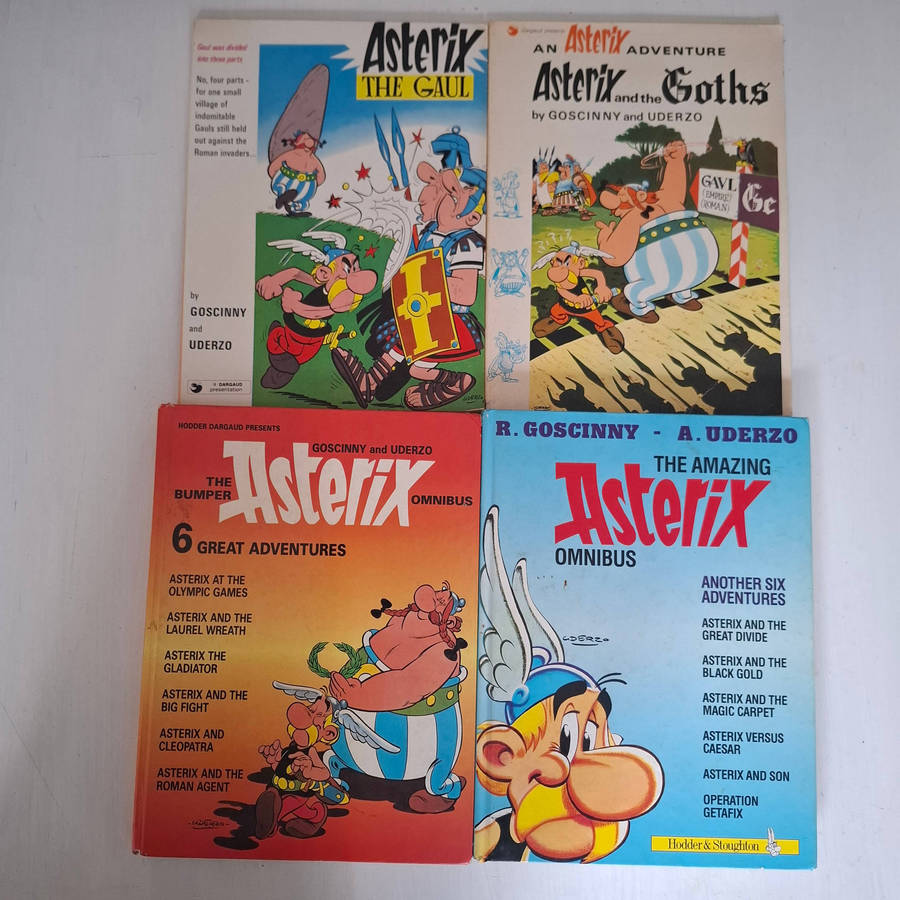 Gaul was divided
into three parts
No, four parts -
for one small
village of
indomitable
Gauls still held
out against the
Roman invaders...
Asterix
THE GAUL
by
GOSCINNY
and
UDERZO
A DARGAUD
presentation
UDERZO
Dargaud presents
AN Asterix ADVENTURE
Asterix and the Goths
by GOSCINNY and UDERZO
GAVL
(EMPIRE)
(ROMAN)
HODDER DARGAUD PRESENTS
GOSCINNY and UDERZO
THE
BUMPER
Asterix
OMNIBUS
6 GREAT ADVENTURES
ASTERIX AT THE
OLYMPIC GAMES
ASTERIX AND THE
LAUREL WREATH
ASTERIX THE
GLADIATOR
ASTERIX AND THE
BIG FIGHT
ASTERIX AND
CLEOPATRA
ASTERIX AND THE
ROMAN AGENT
UDERZO
R. GOSCINNY - A. UDERZO
THE AMAZING
Asterix
OMNIBUS
ANOTHER SIX
ADVENTURES
UDERZO
ASTERIX AND THE
GREAT DIVIDE
ASTERIX AND THE
BLACK GOLD
ASTERIX AND THE
MAGIC CARPET
ASTERIX VERSUS
CAESAR
ASTERIX AND SON
OPERATION
GETAFIX
Hodder & Stoughton